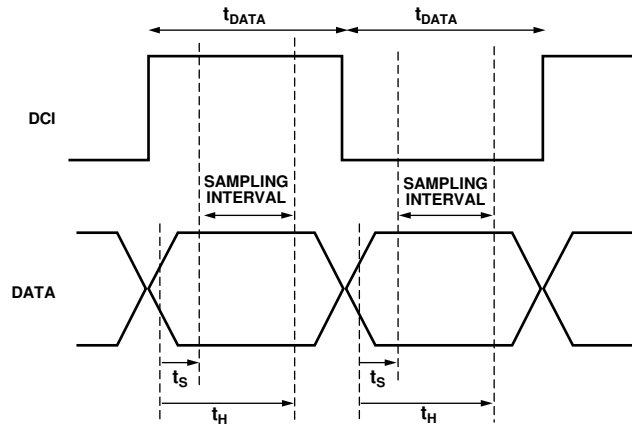 tDATA
tDATA
DCI
SAMPLING
INTERVAL
SAMPLING
INTERVAL
DATA
tS
tS
tH
tH